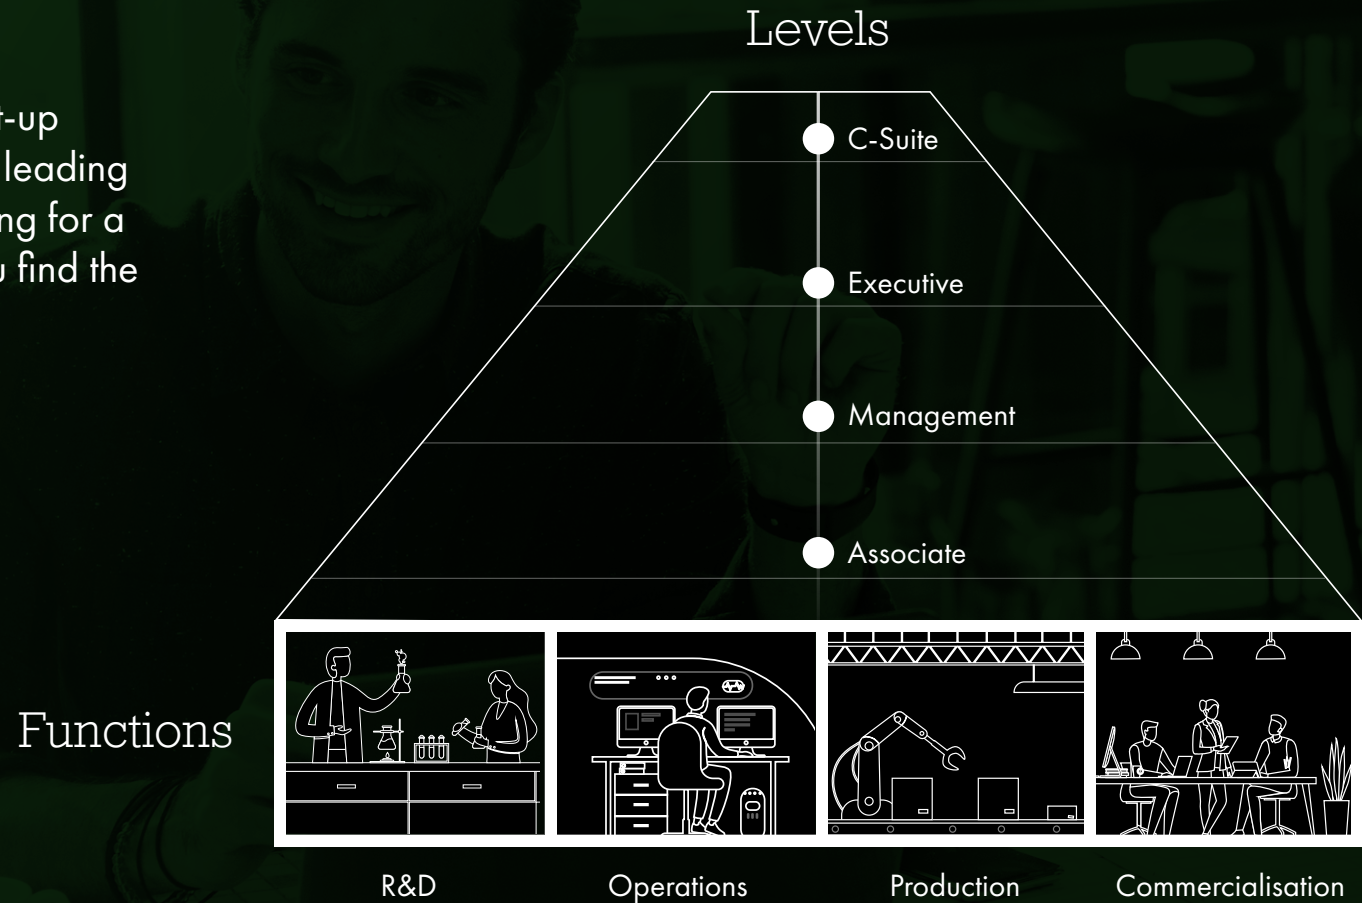 Levels
t-up
leading
ng for a
u find the
C-Suite
Executive
Management
Associate
Functions
R&D
Operations
Production
Commercialisation